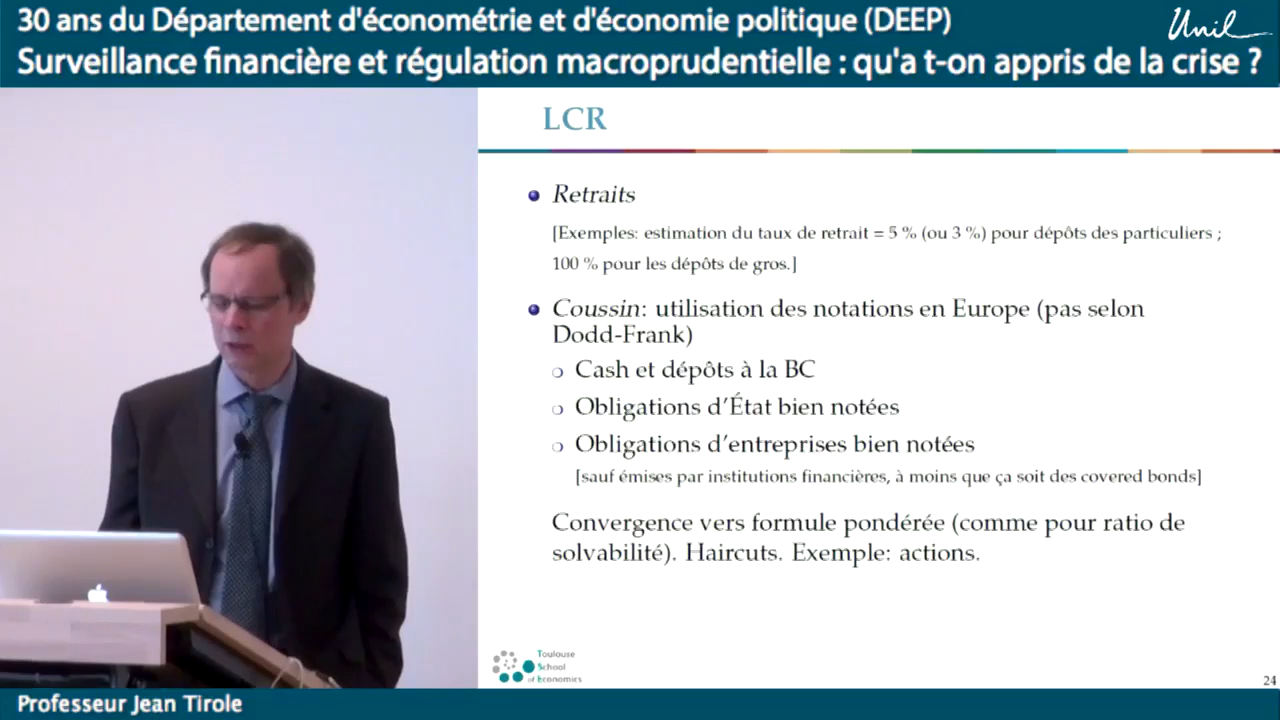 30 ans du Département d'économétrie et d'économie politique (DEEP)
Unil
Surveillance financière et régulation macroprudentielle : qu'a t-on appris de la crise ?
LCR
Retraits
[Exemples: estimation du taux de retrait = 5 % (ou 3 %) pour dépôts des particuliers ;
100 % pour les dépôts de gros.]
Coussin: utilisation des notations en Europe (pas selon
Dodd-Frank)
Cash et dépôts à la BC
Obligations d'État bien notées
Obligations d'entreprises bien notées
[sauf émises par institutions financières, à moins que ça soit des covered bonds]
Convergence vers formule pondérée (comme pour ratio de
solvabilité). Haircuts. Exemple: actions.
Toulouse
School
of Economics
24
Professeur Jean Tirole